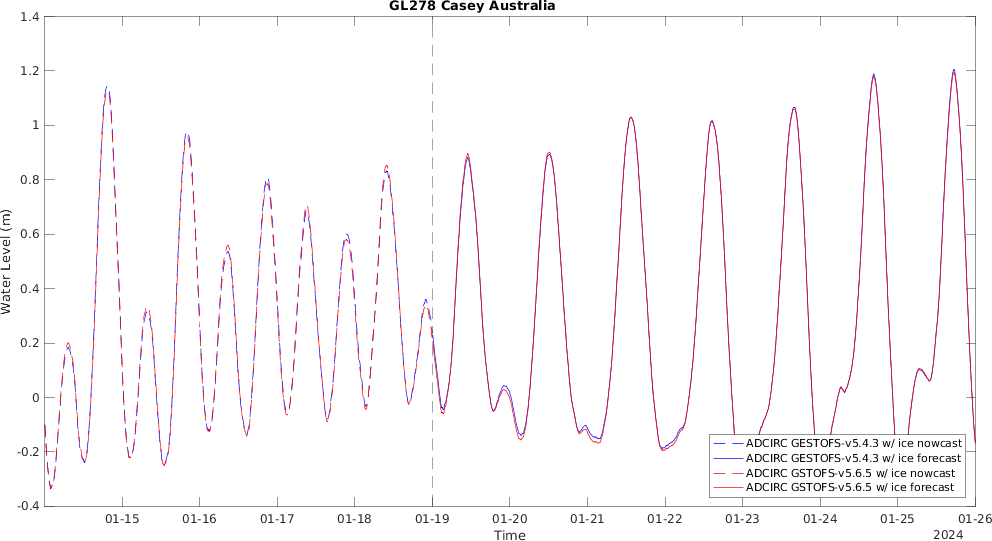 GL278 Casey Australia
1.4
1.2
1
0.8
0.6
0.4
0.2
0
-0.2
-0.4
Water Level (m)
ADCIRC GESTOFS-v5.4.3 w/ ice nowcast
ADCIRC GESTOFS-v5.4.3 w/ ice forecast
ADCIRC GSTOFS-v5.6.5 w/ ice nowcast
ADCIRC GSTOFS-v5.6.5 w/ ice forecast
01-15 01-16 01-17 01-18 01-19 01-20 01-21 01-22 01-23 01-24 01-25 01-26
Time
2024